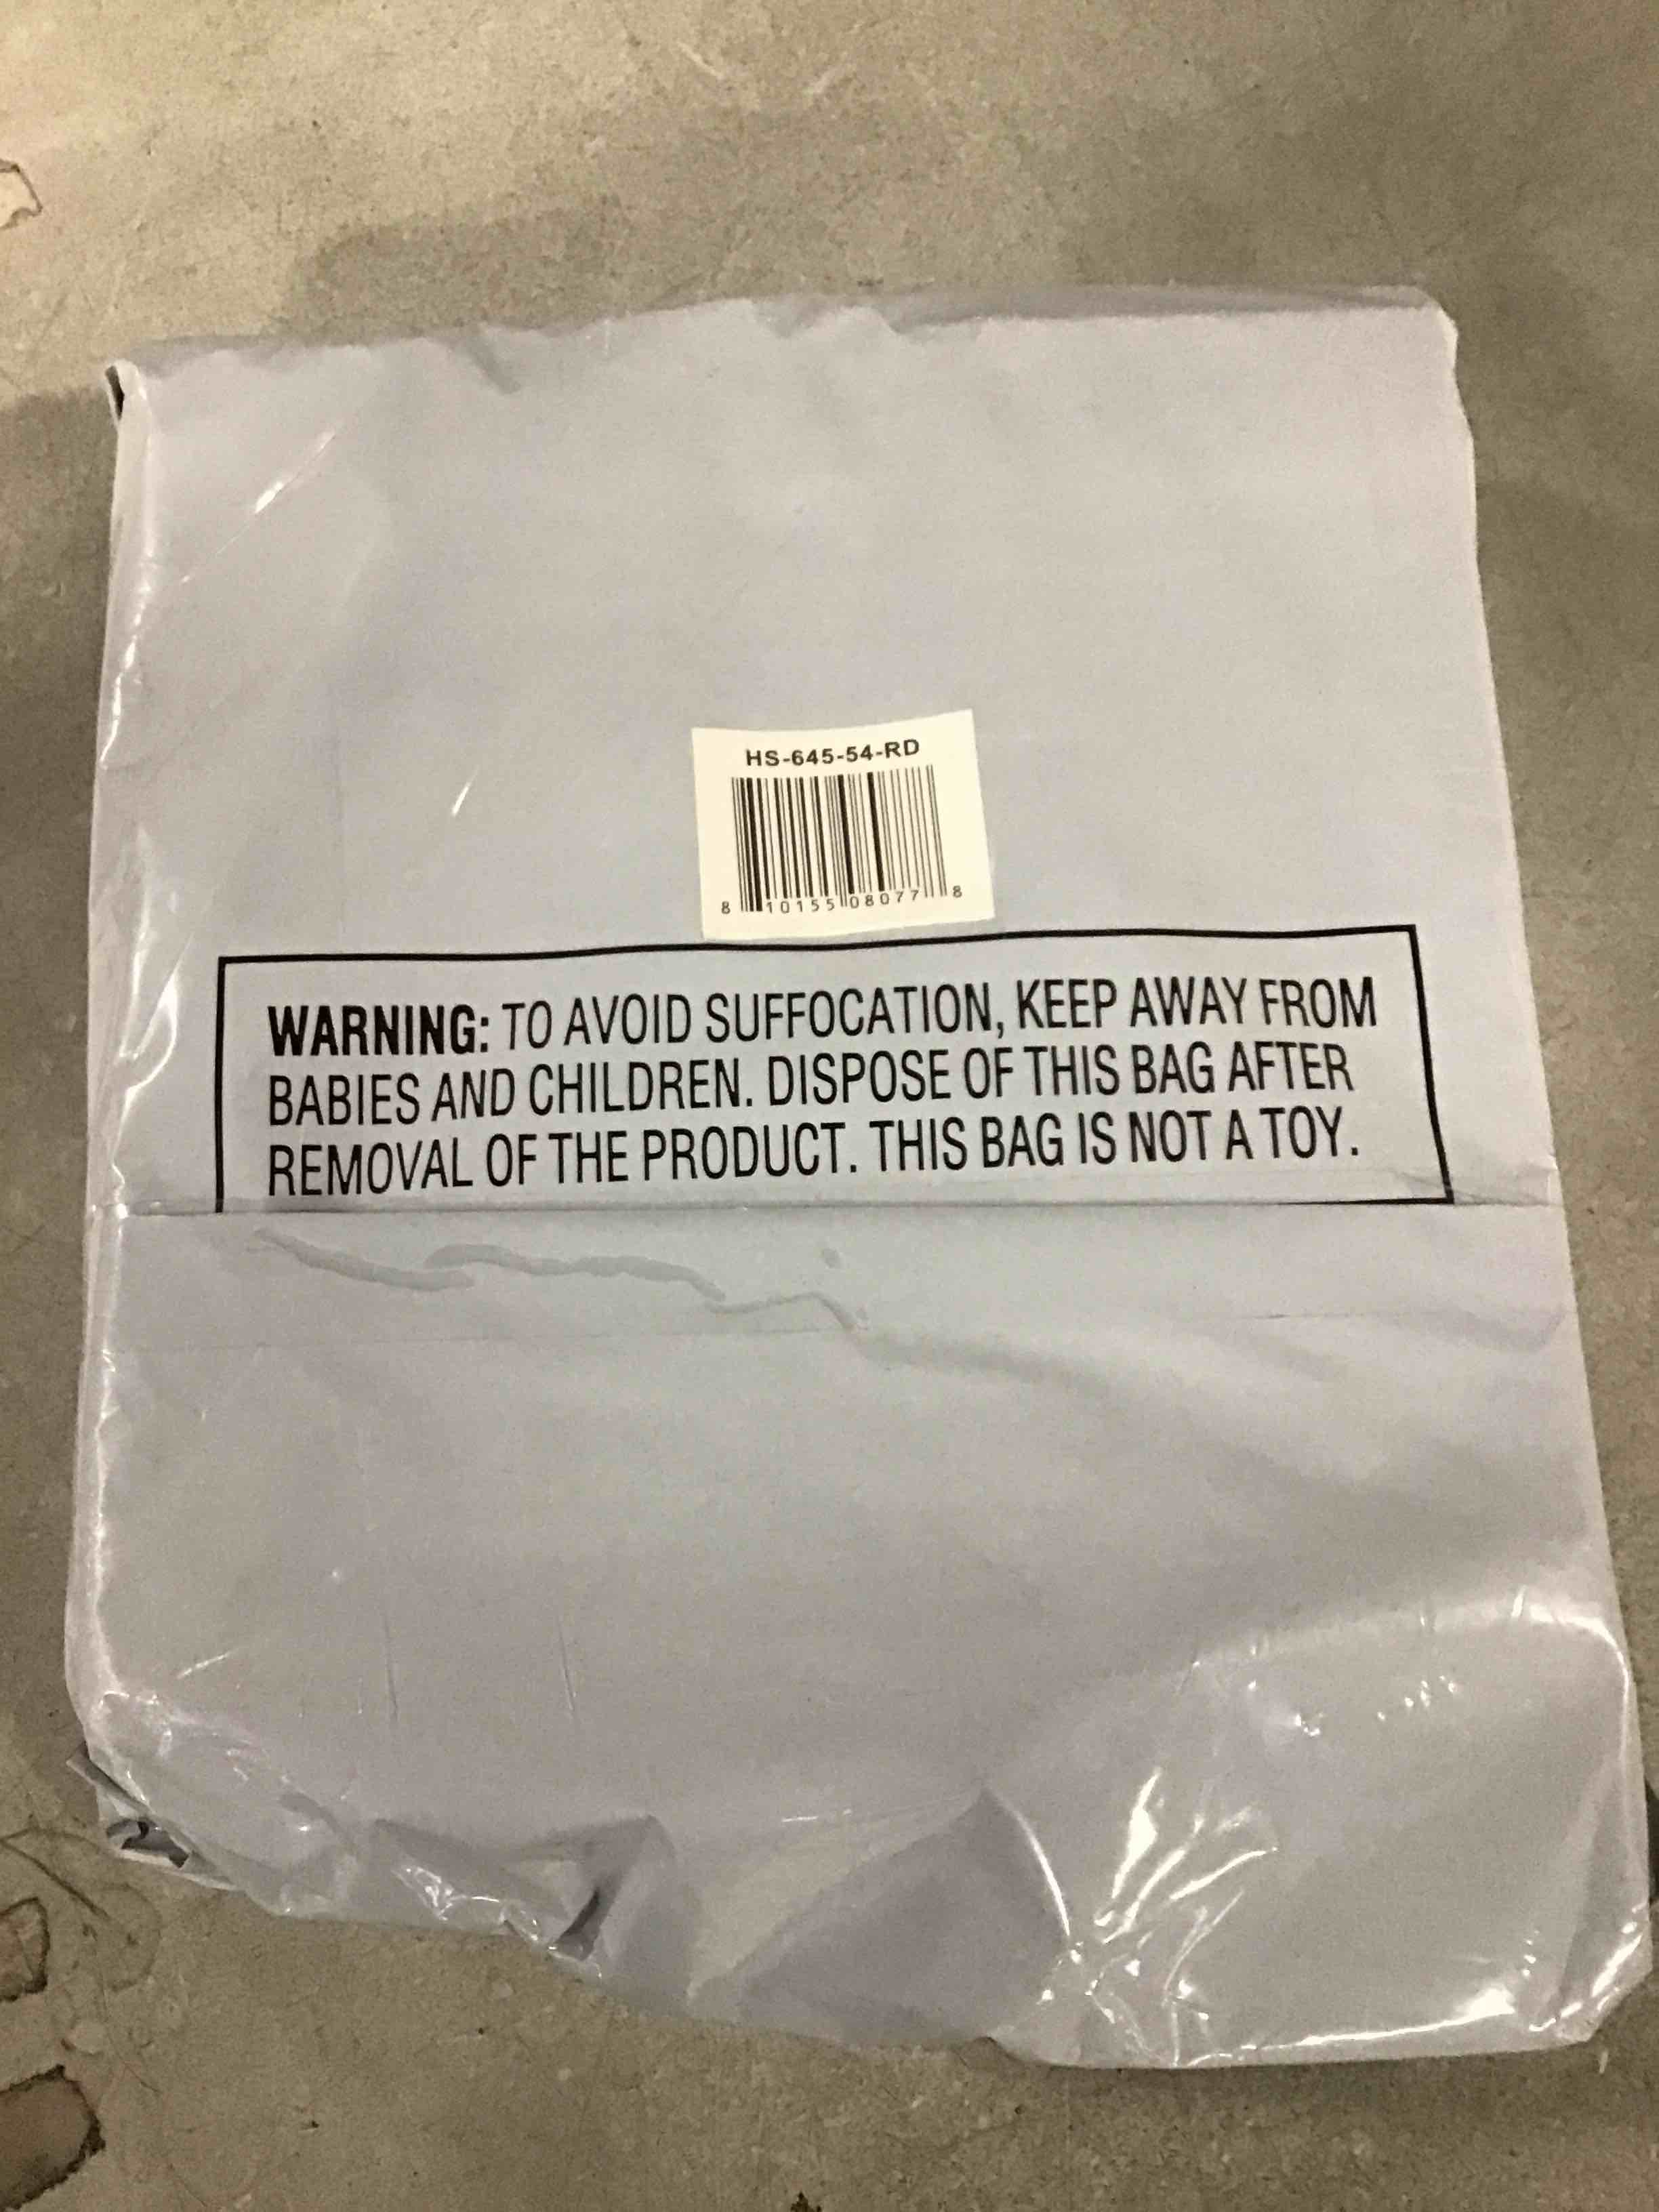 HS-645-54-RD
8 10155 08077 8
WARNING: TO AVOID SUFFOCATION, KEEP AWAY FROM
BABIES AND CHILDREN. DISPOSE OF THIS BAG AFTER
REMOVAL OF THE PRODUCT. THIS BAG IS NOT A TOY.